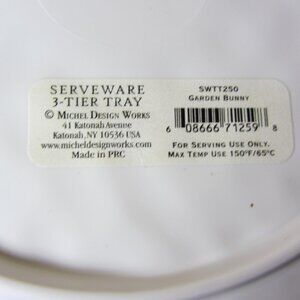 SERVEWARE
3-TIER TRAY
© MICHEL DESIGN WORKS
41 Katonah Avenue
Katonah, NY 10536 USA
www.micheldesignworks.com
Made in PRC
SWTT250
GARDEN BUNNY
6 08666 71259 8
FOR SERVING USE ONLY.
MAX TEMP USE 150°F/65°C